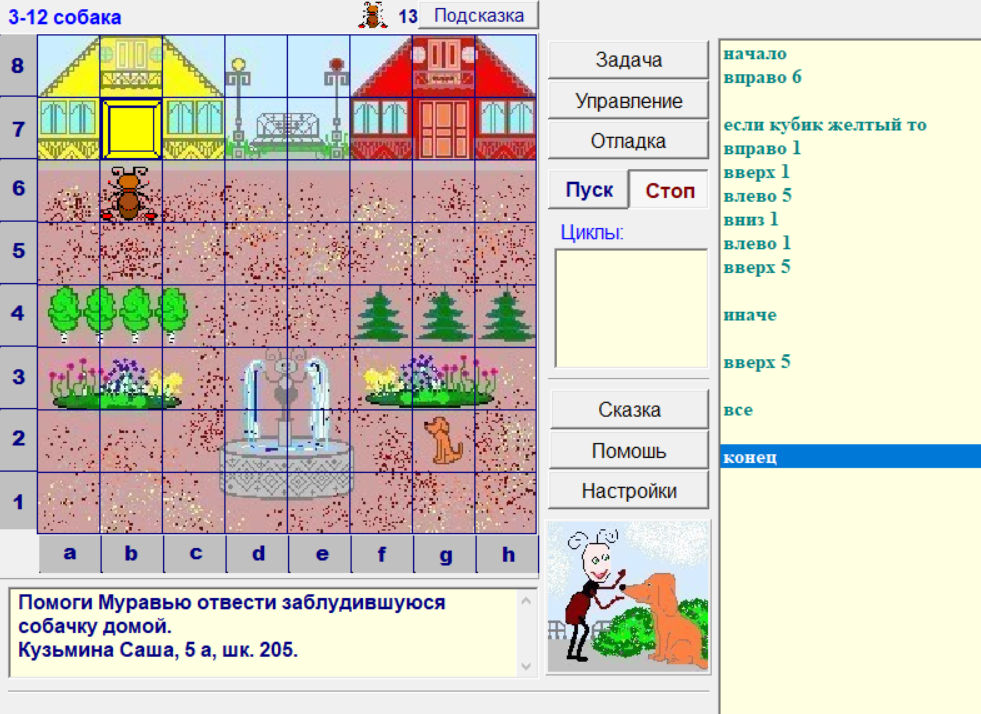 3-12 собака
13
Подсказка
8
7
6
5
4
3
2
1
a b c d e f g h
Помоги Муравью отвести заблудившуюся
собачку домой.
Кузьмина Саша, 5 а, шк. 205.
Задача
Управление
Отладка
Пуск
Стоп
Циклы:
Сказка
Помошь
Настройки
начало
вправо 6
если кубик желтый то
вправо 1
вверх 1
влево 5
вниз 1
влево 1
вверх 5
иначе
вверх 5
все
конец